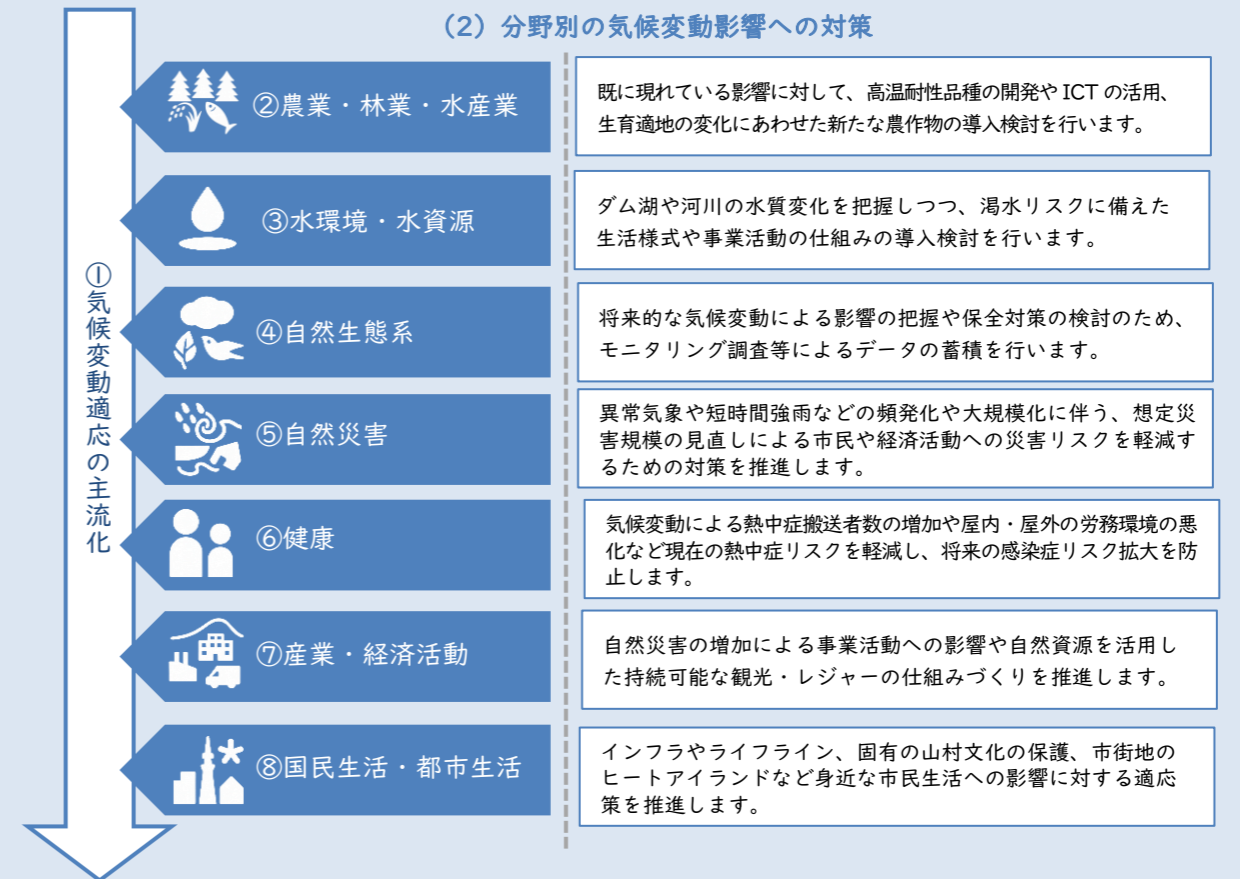 (2)分野別の気候変動影響への対策
①気候変動適応の主流化
②農業・林業・水産業
既に現れている影響に対して、高温耐性品種の開発や ICT の活用、
生育適地の変化にあわせた新たな農作物の導入検討を行います。
③水環境・水資源
ダム湖や河川の水質変化を把握しつつ、渇水リスクに備えた
生活様式や事業活動の仕組みの導入検討を行います。
④自然生態系
将来的な気候変動による影響の把握や保全対策の検討のため、
モニタリング調査等によるデータの蓄積を行います。
⑤自然災害
異常気象や短時間強雨などの頻発化や大規模化に伴う、想定災
害規模の見直しによる市民や経済活動への災害リスクを軽減す
るための対策を推進します。
⑥健康
気候変動による熱中症搬送者数の増加や屋内・屋外の労務環境の悪
化など現在の熱中症リスクを軽減し、将来の感染症リスク拡大を防
止します。
⑦産業・経済活動
自然災害の増加による事業活動への影響や自然資源を活用し
た持続可能な観光・レジャーの仕組みづくりを推進します。
⑧国民生活・都市生活
インフラやライフライン、固有の山村文化の保護、市街地の
ヒートアイランドなど身近な市民生活への影響に対する適応
策を推進します。